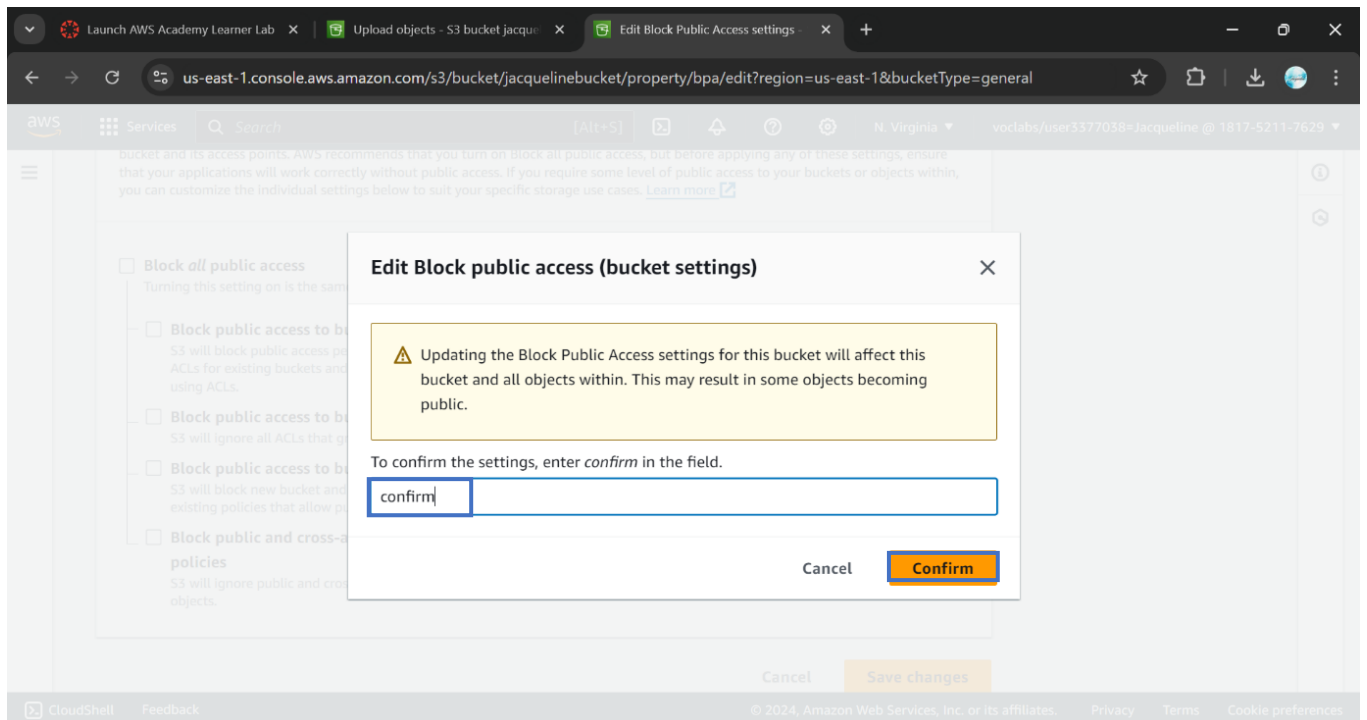 Launch AWS Academy Learner Lab
Upload objects - S3 bucket jacque
Edit Block Public Access settings -
us-east-1.console.aws.amazon.com/s3/bucket/jacquelinebucket/property/bpa/edit?region=us-east-1&bucketType=general
aws
Services
Search
[Alt+S]
N. Virginia
voclabs/user3377038=Jacqueline @ 1817-5211-7629
bucket and its access points. AWS recommends that you turn on Block all public access, but before applying any of these settings, ensure
that your applications will work correctly without public access. If you require some level of public access to your buckets or objects within,
you can customize the individual settings below to suit your specific storage use cases. Learn more
Block all public access
Turning this setting on is the sam
Block public access to bu
S3 will block public access pe
ACLs for existing buckets and
using ACLs.
Block public access to bu
S3 will ignore all ACLs that g
Block public access to bu
S3 will block new bucket and
existing policies that allow pu
Block public and cross-a
policies
S3 will ignore public and cros
objects.
Edit Block public access (bucket settings)
Updating the Block Public Access settings for this bucket will affect this
bucket and all objects within. This may result in some objects becoming
public.
To confirm the settings, enter confirm in the field.
confirm
Cancel
Confirm
Cancel
Save changes
CloudShell
Feedback
© 2024, Amazon Web Services, Inc. or its affiliates.
Privacy
Terms
Cookie preferences